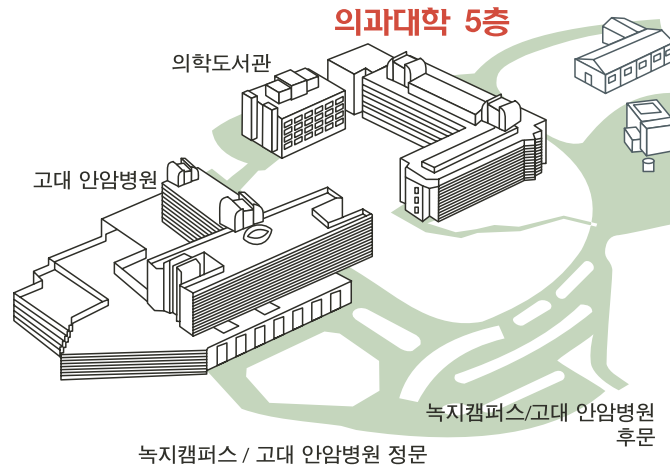 의과대학 5층
의학도서관
고대 안암병원
녹지캠퍼스/고대 안암병원
후문
녹지캠퍼스 / 고대 안암병원 정문